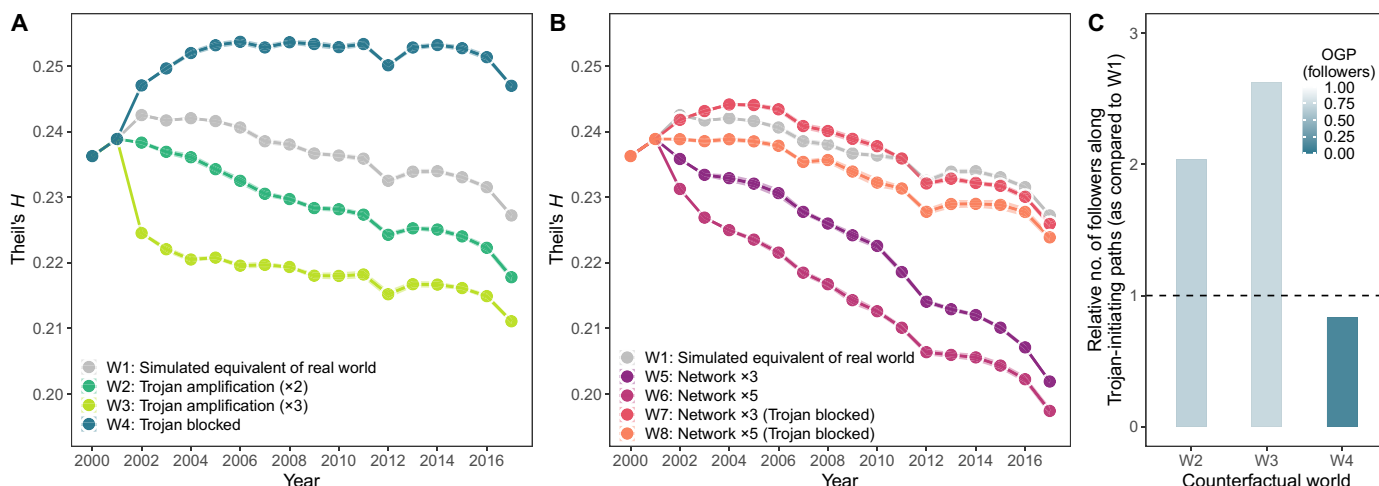 A
Theil's H
0.25
0.24
0.23
0.22
0.21
0.20
W1: Simulated equivalent of real world
W2: Trojan amplification (×2)
W3: Trojan amplification (×3)
W4: Trojan blocked
2000 2002 2004 2006 2008 2010 2012 2014 2016
Year
B
Theil's H
0.25
0.24
0.23
0.22
0.21
0.20
W1: Simulated equivalent of real world
W5: Network ×3
W6: Network ×5
W7: Network ×3 (Trojan blocked)
W8: Network ×5 (Trojan blocked)
2000 2002 2004 2006 2008 2010 2012 2014 2016
Year
C
Relative no. of followers along
Trojan-initiating paths (as compared to W1)
3
2
1
0
OGP
(followers)
1.00
0.75
0.50
0.25
0.00
W2 W3 W4
Counterfactual world